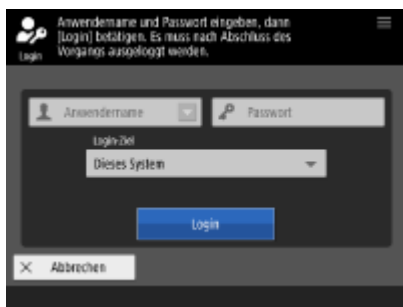 Anwendername und Passwort eingeben, dann
[Login] betätigen. Es muss nach Abschluss des
Vorgangs ausgeloggt werden.
Login
Anwendername
Passwort
Login-Ziel
Dieses System
Login
Abbrechen